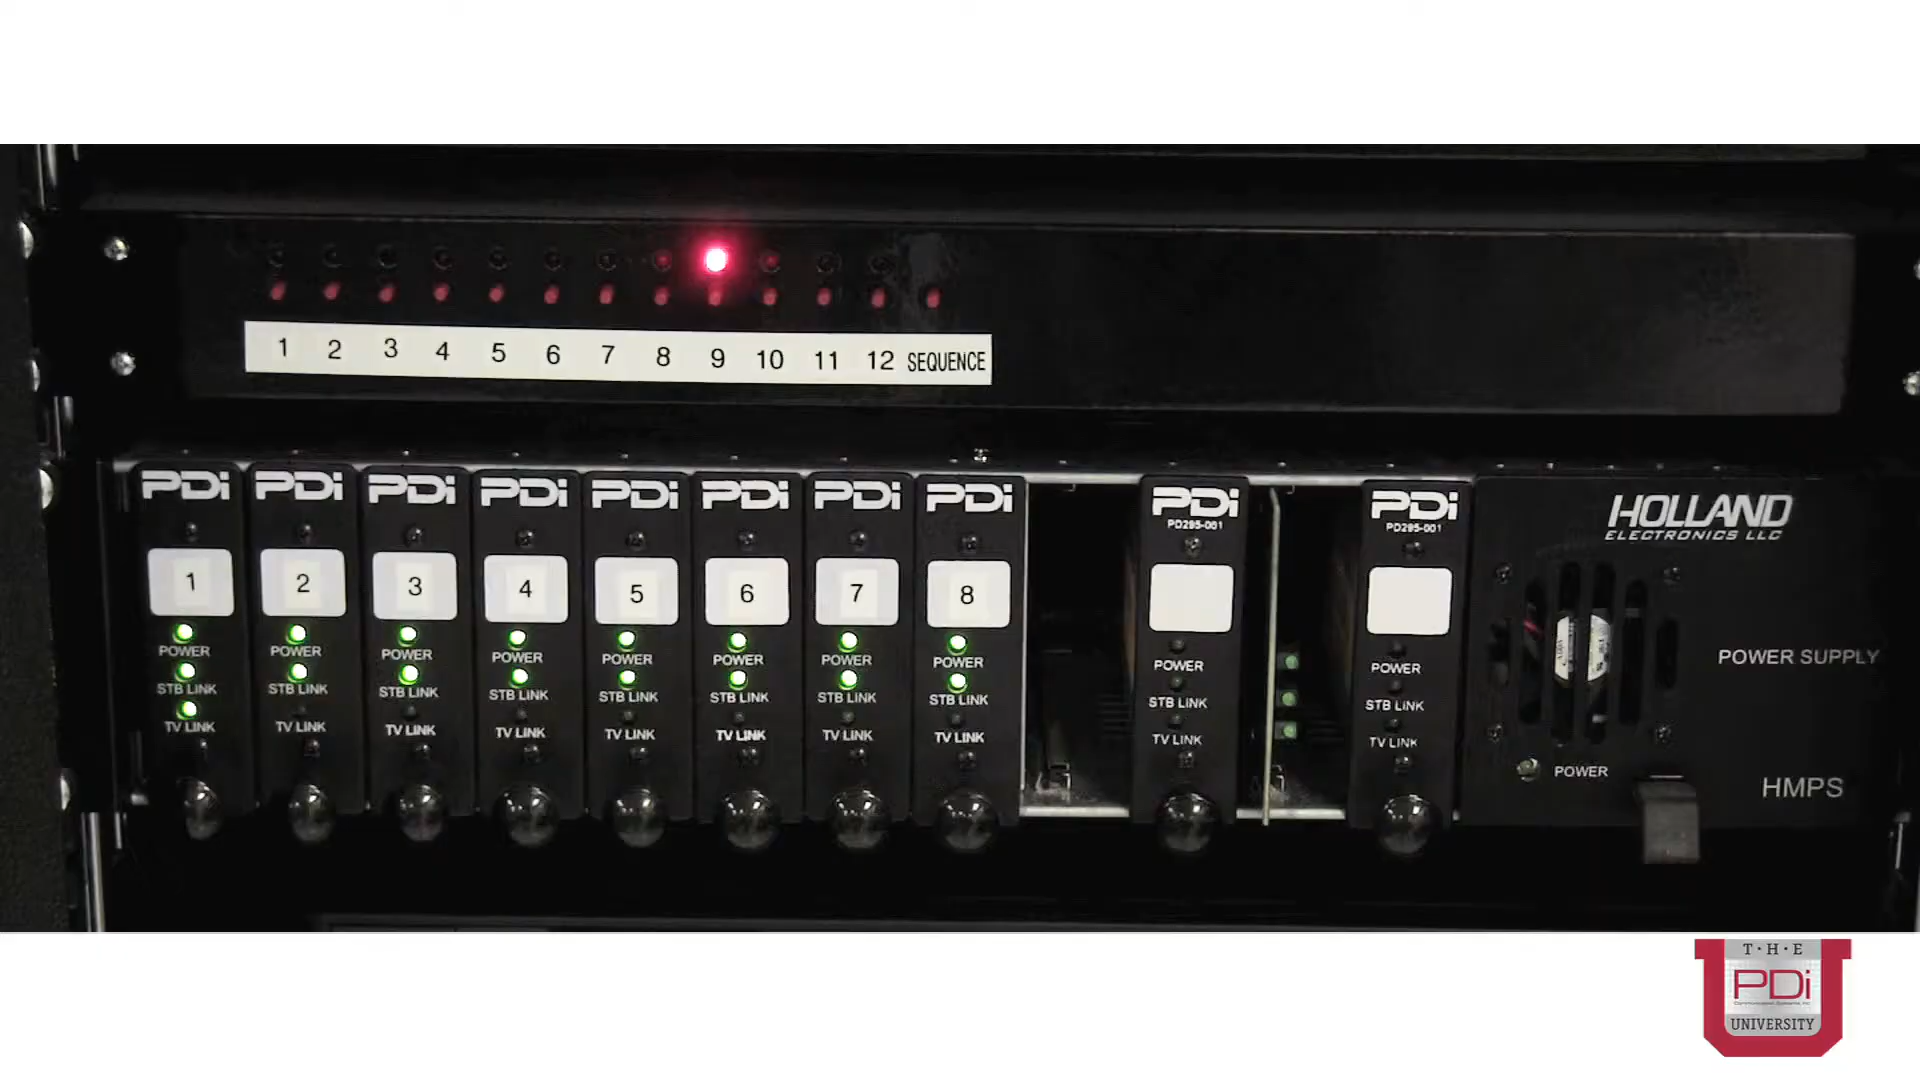 1 2 3 4 5 6 7 8 9 10 11 12 SEQUENCE
PDi
1
POWER
STB LINK
TV LINK
PDi
2
POWER
STB LINK
TV LINK
PDi
3
POWER
STB LINK
TV LINK
PDi
4
POWER
STB LINK
TV LINK
PDi
5
POWER
STB LINK
TV LINK
PDi
6
POWER
STB LINK
TV LINK
PDi
7
POWER
STB LINK
TV LINK
PDi
8
POWER
STB LINK
TV LINK
PDi
PD295-001
POWER
STB LINK
TV LINK
PDi
PD295-001
POWER
STB LINK
TV LINK
HOLLAND
ELECTRONICS LLC
POWER SUPPLY
POWER
HMPS
T·H·E
PDi
UNIVERSITY